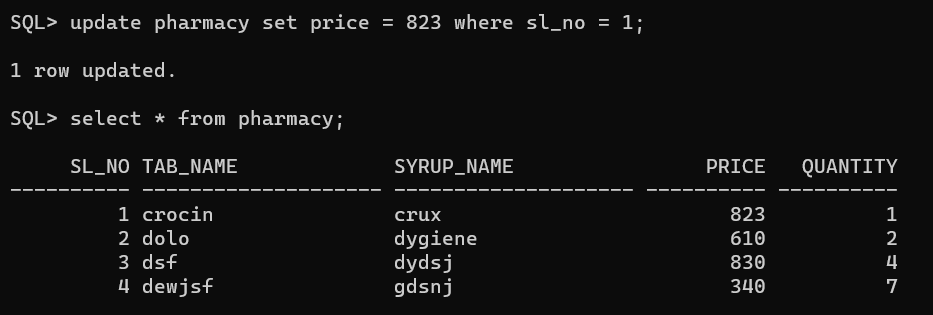 SQL> update pharmacy set price = 823 where sl_no = 1;
1 row updated.
SQL> select * from pharmacy;
     SL_NO TAB_NAME             SYRUP_NAME                PRICE   QUANTITY
---------- -------------------- -------------------- ---------- ----------
         1 crocin               crux                        823          1
         2 dolo                 dygiene                     610          2
         3 dsf                  dydsj                       830          4
         4 dewjsf               gdsnj                       340          7